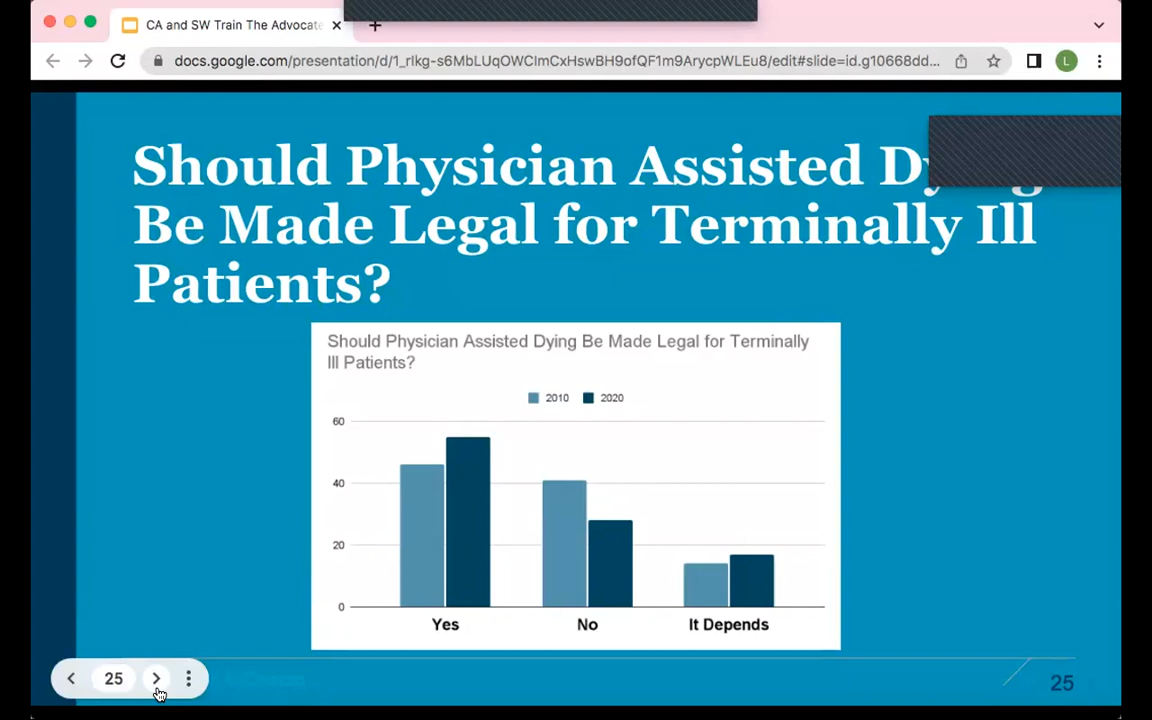 CA and SW Train The Advocate
docs.google.com/presentation/d/1_rlkg-s6MbLUqOWClmCxHswBH9ofQF1m9ArycpWLEu8/edit#slide=id.g10668dd...
L
Should Physician Assisted
Be Made Legal for Terminally Ill
Patients?
Should Physician Assisted Dying Be Made Legal for Terminally
Ill Patients?
2010 2020
60
40
20
0
Yes No It Depends
25
25